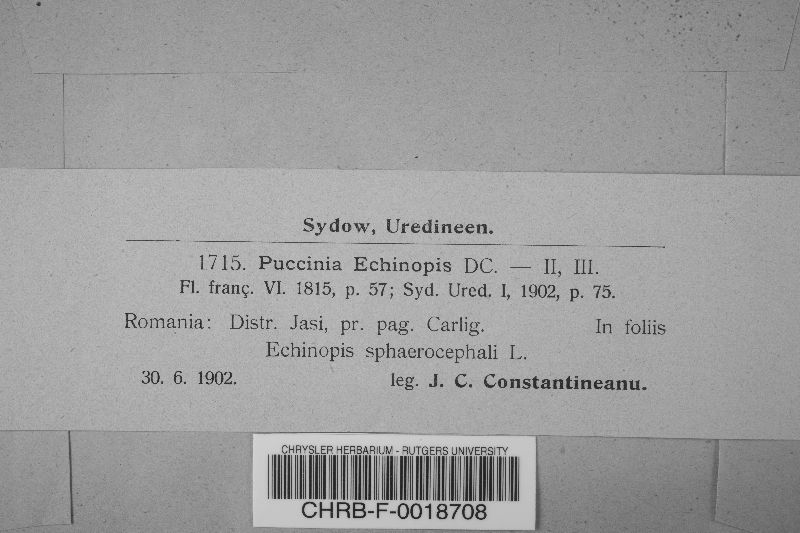 Sydow, Uredineen.
1715. Puccinia Echinopis DC. — II, III.
Fl. franç. VI. 1815, p. 57; Syd. Ured. I, 1902, p. 75.
Romania: Distr. Jasi, pr. pag. Carlig. In foliis
Echinopis sphaerocephali L.
30. 6. 1902. leg. J. C. Constantineanu.
CHRYSLER HERBARIUM - RUTGERS UNIVERSITY
CHRB-F-0018708